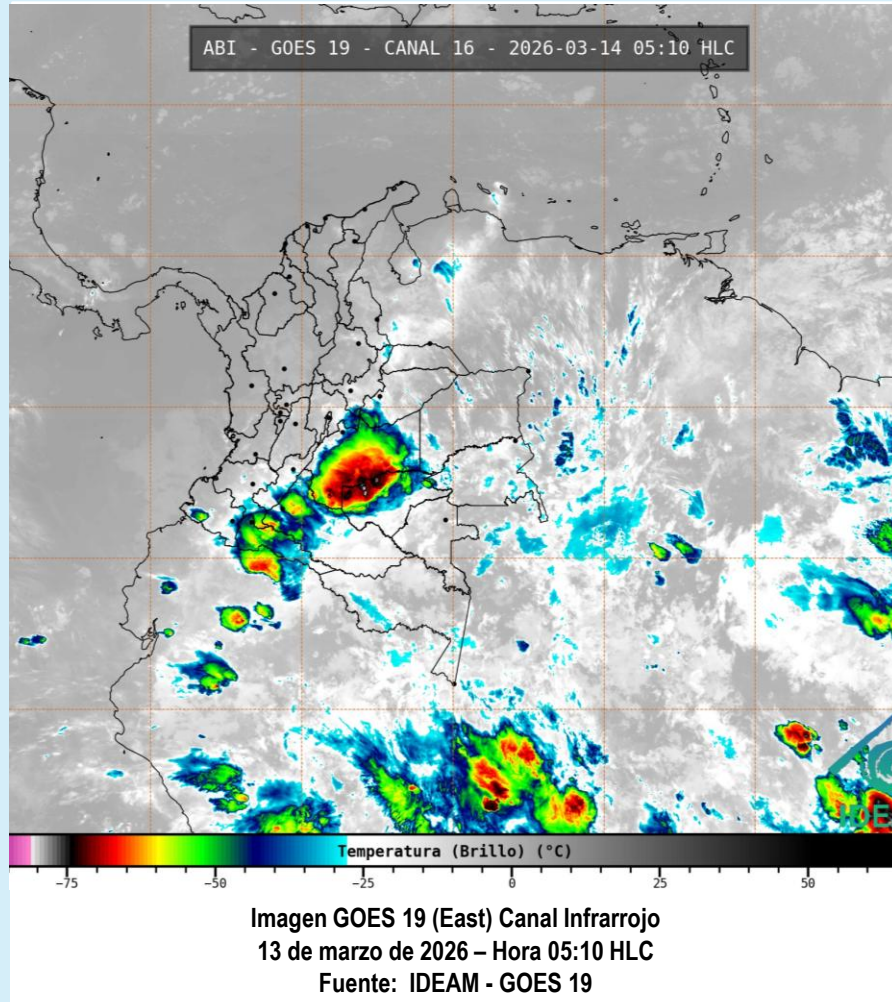 ABI - GOES 19 - CANAL 16 - 2026-03-14 05:10 HLC
Temperatura (Brillo) (°C)
−75 −50 −25 0 25 50
Imagen GOES 19 (East) Canal Infrarrojo
13 de marzo de 2026 – Hora 05:10 HLC
Fuente: IDEAM - GOES 19